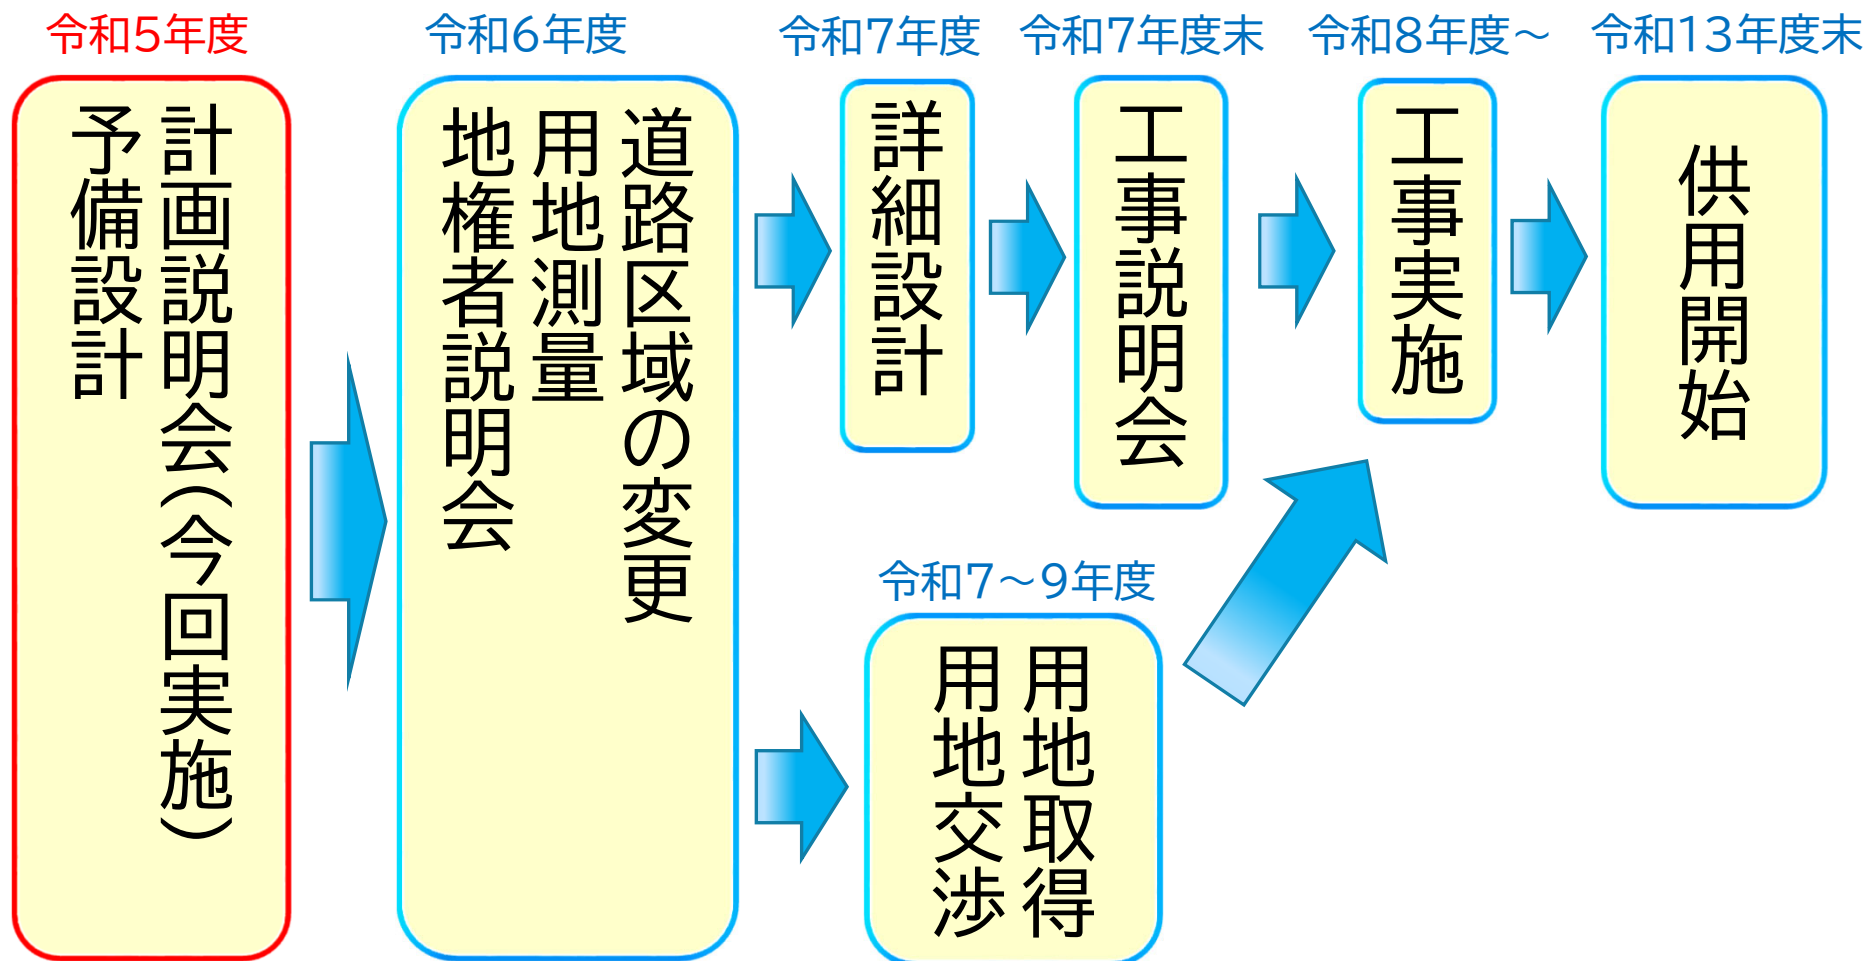 令和5年度
計画説明会(今回実施)
予備設計
令和6年度
道路区域の変更
用地測量
地権者説明会
令和7年度
詳細設計
令和7年度末
工事説明会
令和8年度～
工事実施
令和13年度末
供用開始
令和7～9年度
用地取得
用地交渉